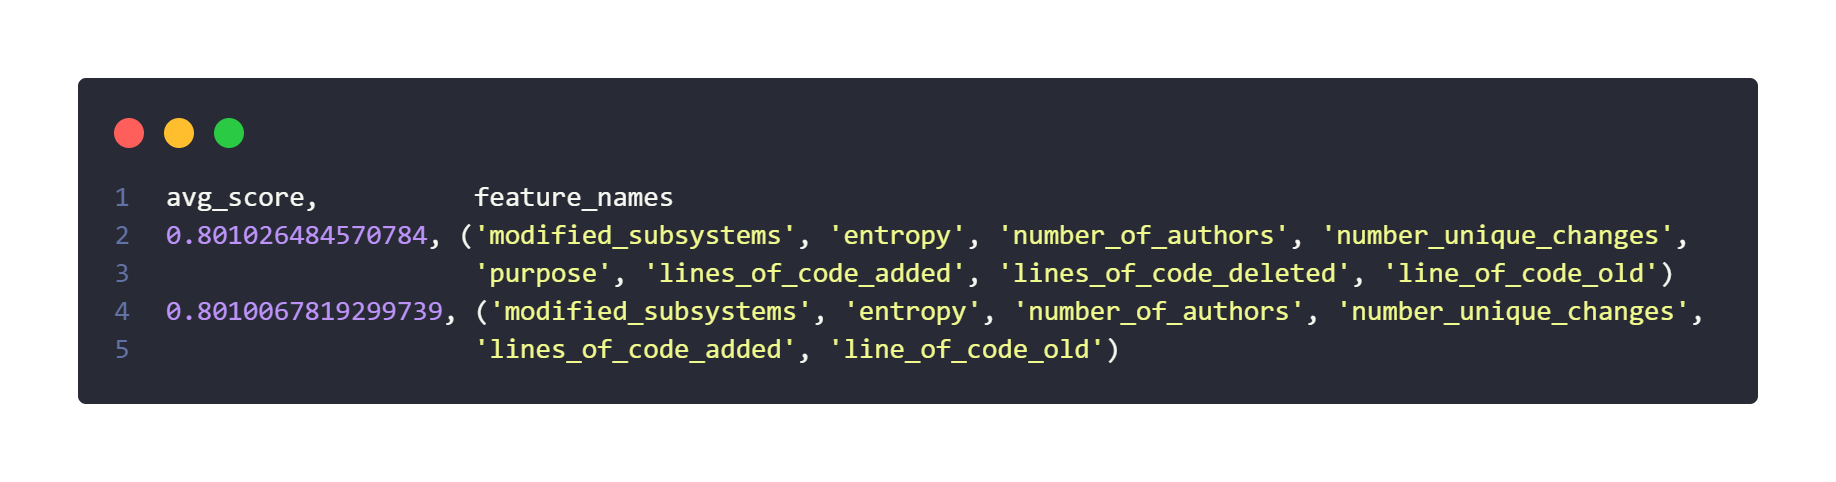 1 avg_score, feature_names
2 0.801026484570784, ('modified_subsystems', 'entropy', 'number_of_authors', 'number_unique_changes',
3 'purpose', 'lines_of_code_added', 'lines_of_code_deleted', 'line_of_code_old')
4 0.8010067819299739, ('modified_subsystems', 'entropy', 'number_of_authors', 'number_unique_changes',
5 'lines_of_code_added', 'line_of_code_old')